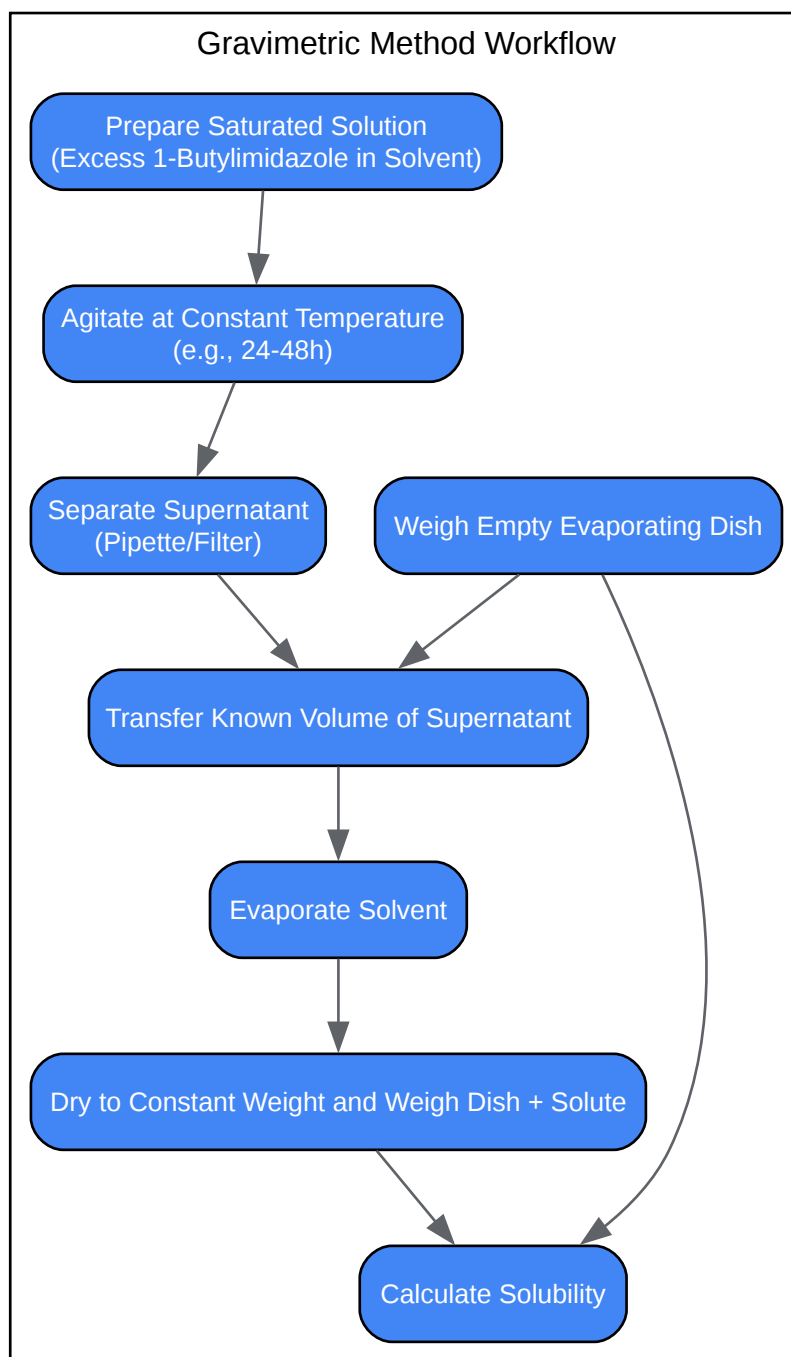 Gravimetric Method Workflow
Prepare Saturated Solution
(Excess 1-Butylimidazole in Solvent)
Agitate at Constant Temperature
(e.g., 24-48h)
Separate Supernatant
(Pipette/Filter)
Weigh Empty Evaporating Dish
Transfer Known Volume of Supernatant
Evaporate Solvent
Dry to Constant Weight and Weigh Dish + Solute
Calculate Solubility